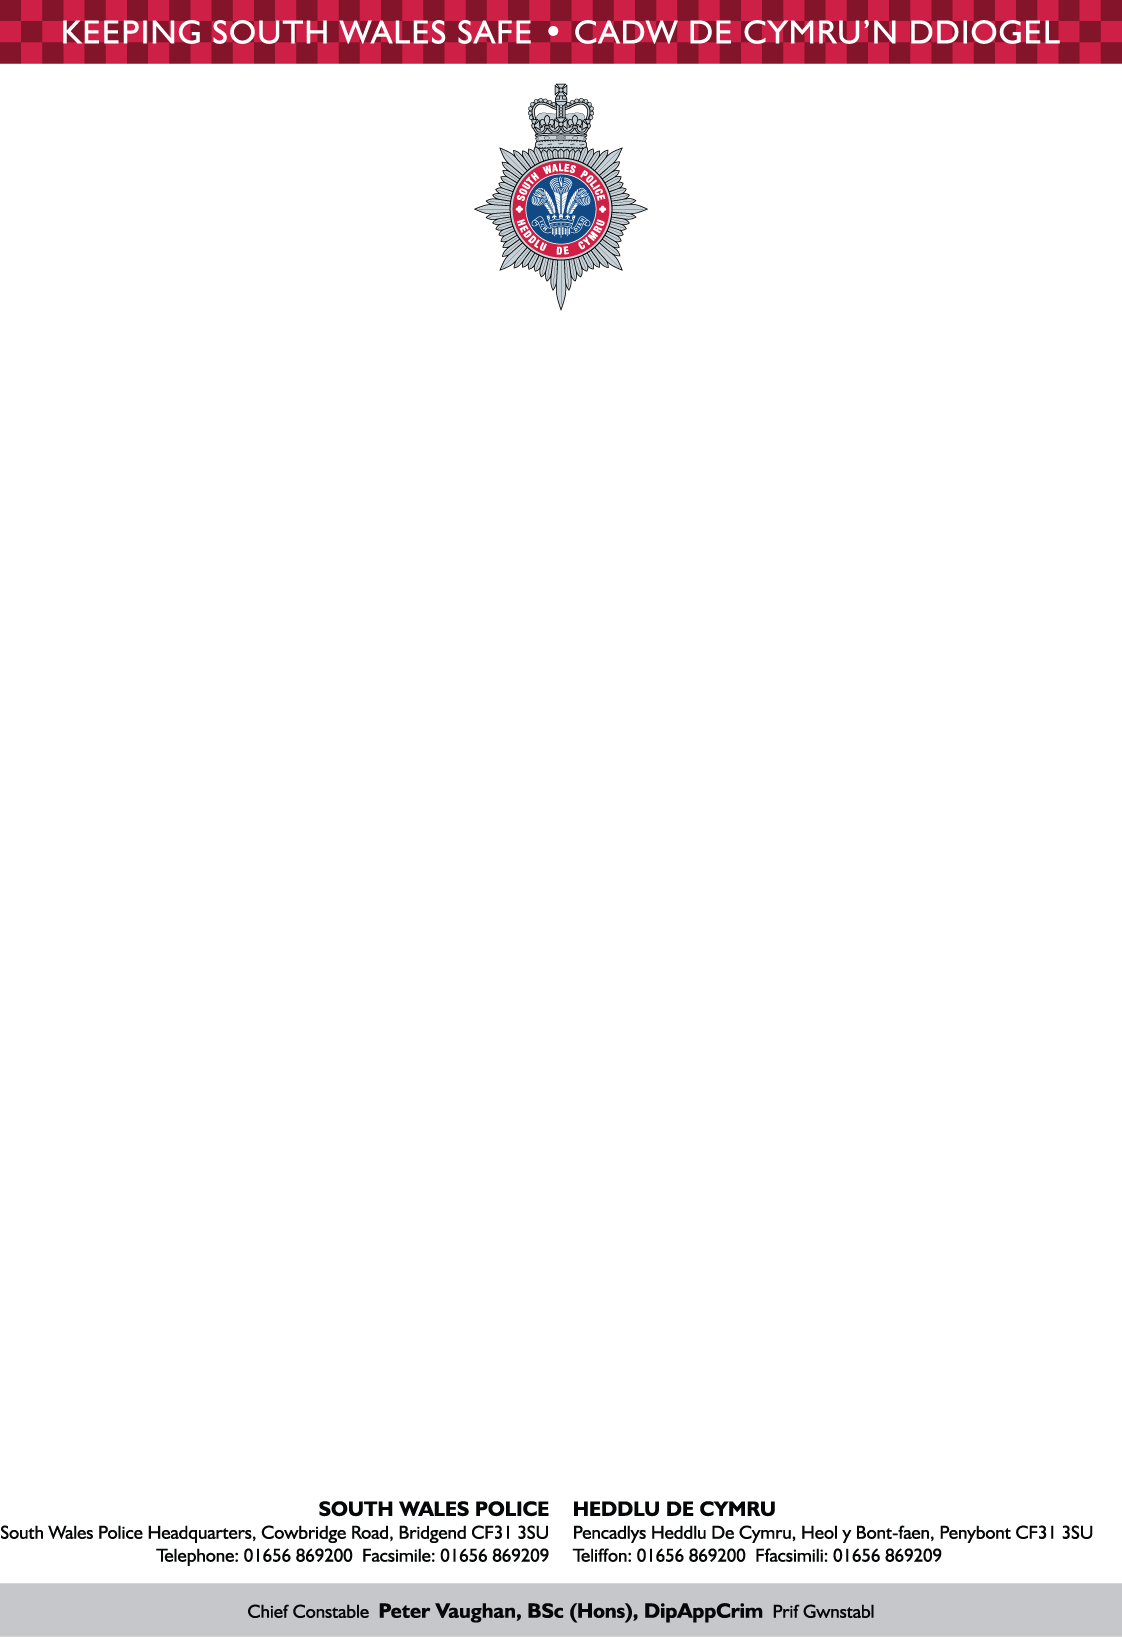 KEEPING SOUTH WALES SAFE • CADW DE CYMRU’N DDIOGEL
SOUTH WALES POLICE
HEDDLU DE CYMRU
SOUTH WALES POLICE
South Wales Police Headquarters, Cowbridge Road, Bridgend CF31 3SU
Telephone: 01656 869200 Facsimile: 01656 869209
HEDDLU DE CYMRU
Pencadlys Heddlu De Cymru, Heol y Bont-faen, Penybont CF31 3SU
Teliffon: 01656 869200 Ffacsimili: 01656 869209
Chief Constable Peter Vaughan, BSc (Hons), DipAppCrim Prif Gwnstabl